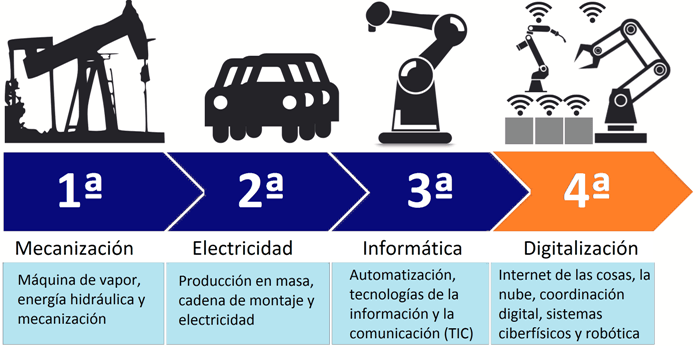 1ª
2ª
3ª
4ª
Mecanización
Electricidad
Informática
Digitalización
Máquina de vapor,
energía hidráulica y
mecanización
Producción en masa,
cadena de montaje y
electricidad
Automatización,
tecnologías de la
información y la
comunicación (TIC)
Internet de las cosas, la
nube, coordinación
digital, sistemas
ciberfísicos y robótica